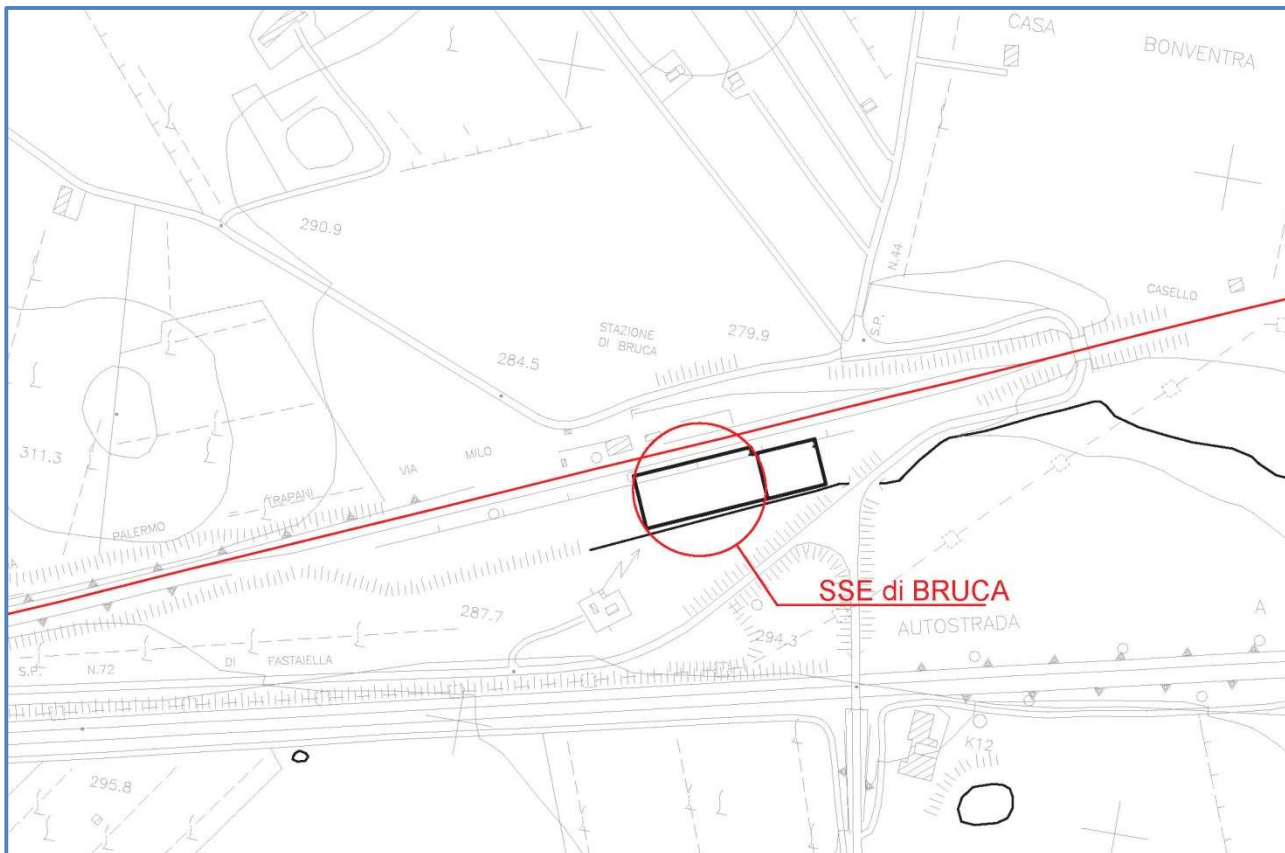 CASA
BONVENTRA
290.9
N.44
S.P.
CASELLO
STAZIONE
DI BRUCA
279.9
284.5
311.3
VIA MILO
TRAPANI
PALERMO
SSE di BRUCA
287.7
294.3
AUTOSTRADA
A
S.P. N.72 DI FASTAIELLA
K12
295.8